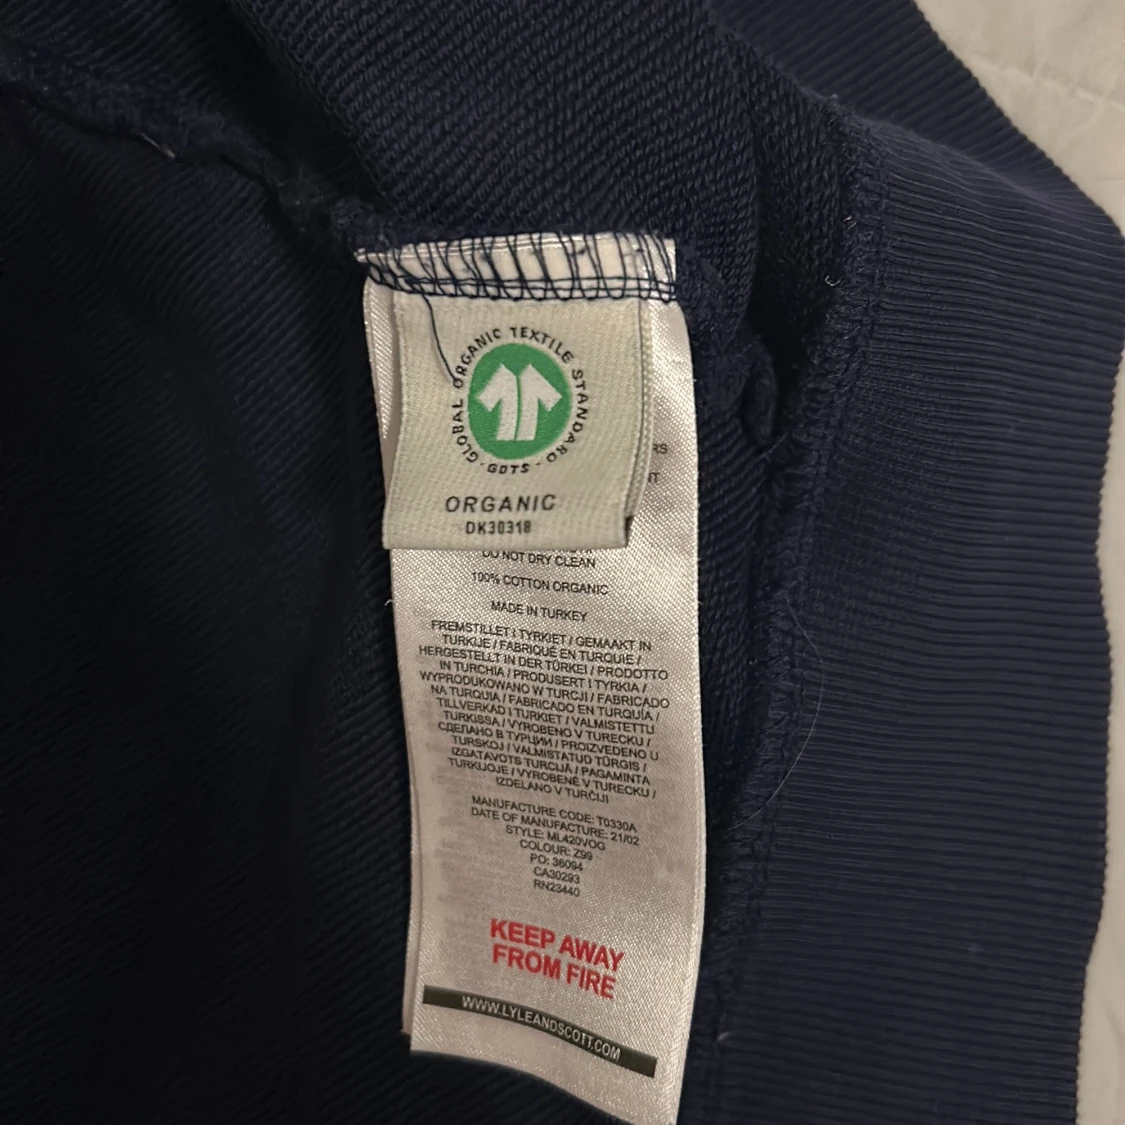 GLOBAL ORGANIC TEXTILE STANDARD
· GOTS ·
ORGANIC
DK30318
RS
NT
DO NOT DRY CLEAN
100% COTTON ORGANIC
MADE IN TURKEY
FREMSTILLET I TYRKIET / GEMAAKT IN
TURKIJE / FABRIQUÉ EN TURQUIE /
HERGESTELLT IN DER TÜRKEI / PRODOTTO
IN TURCHIA / PRODUSERT I TYRKIA /
WYPRODUKOWANO W TURCJI / FABRICADO
NA TURQUIA / FABRICADO EN TURQUÍA /
TILLVERKAD I TURKIET / VALMISTETTU
TURKISSA / VYROBENO V TURECKU /
СДЕЛАНО В ТУРЦИИ / PROIZVEDENO U
TURSKOJ / VALMISTATUD TÜRGIS /
IZGATAVOTS TURCIJĀ / PAGAMINTA
TURKIJOJE / VYROBENÉ V TURECKU /
IZDELANO V TURČIJI
MANUFACTURE CODE: T0330A
DATE OF MANUFACTURE: 21/02
STYLE: ML420VOG
COLOUR: Z99
PO: 36094
CA30293
RN23440
KEEP AWAY
FROM FIRE
WWW.LYLEANDSCOTT.COM